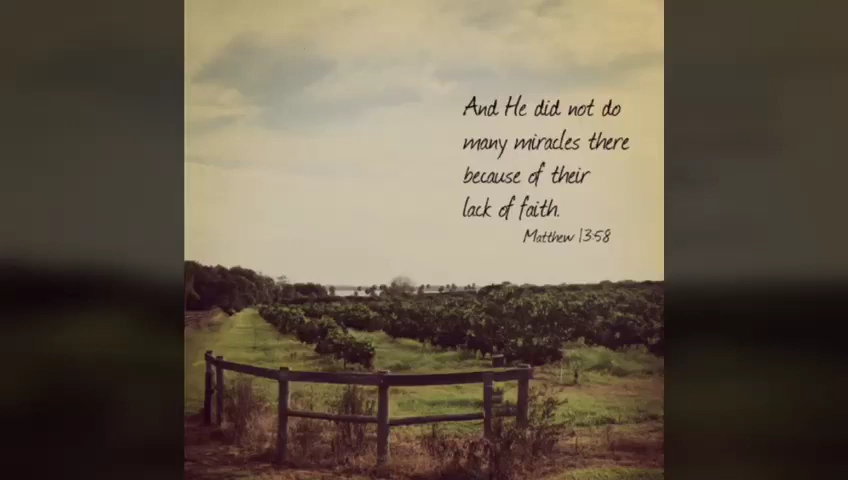 And He did not do
many miracles there
because of their
lack of faith.
Matthew 13:58